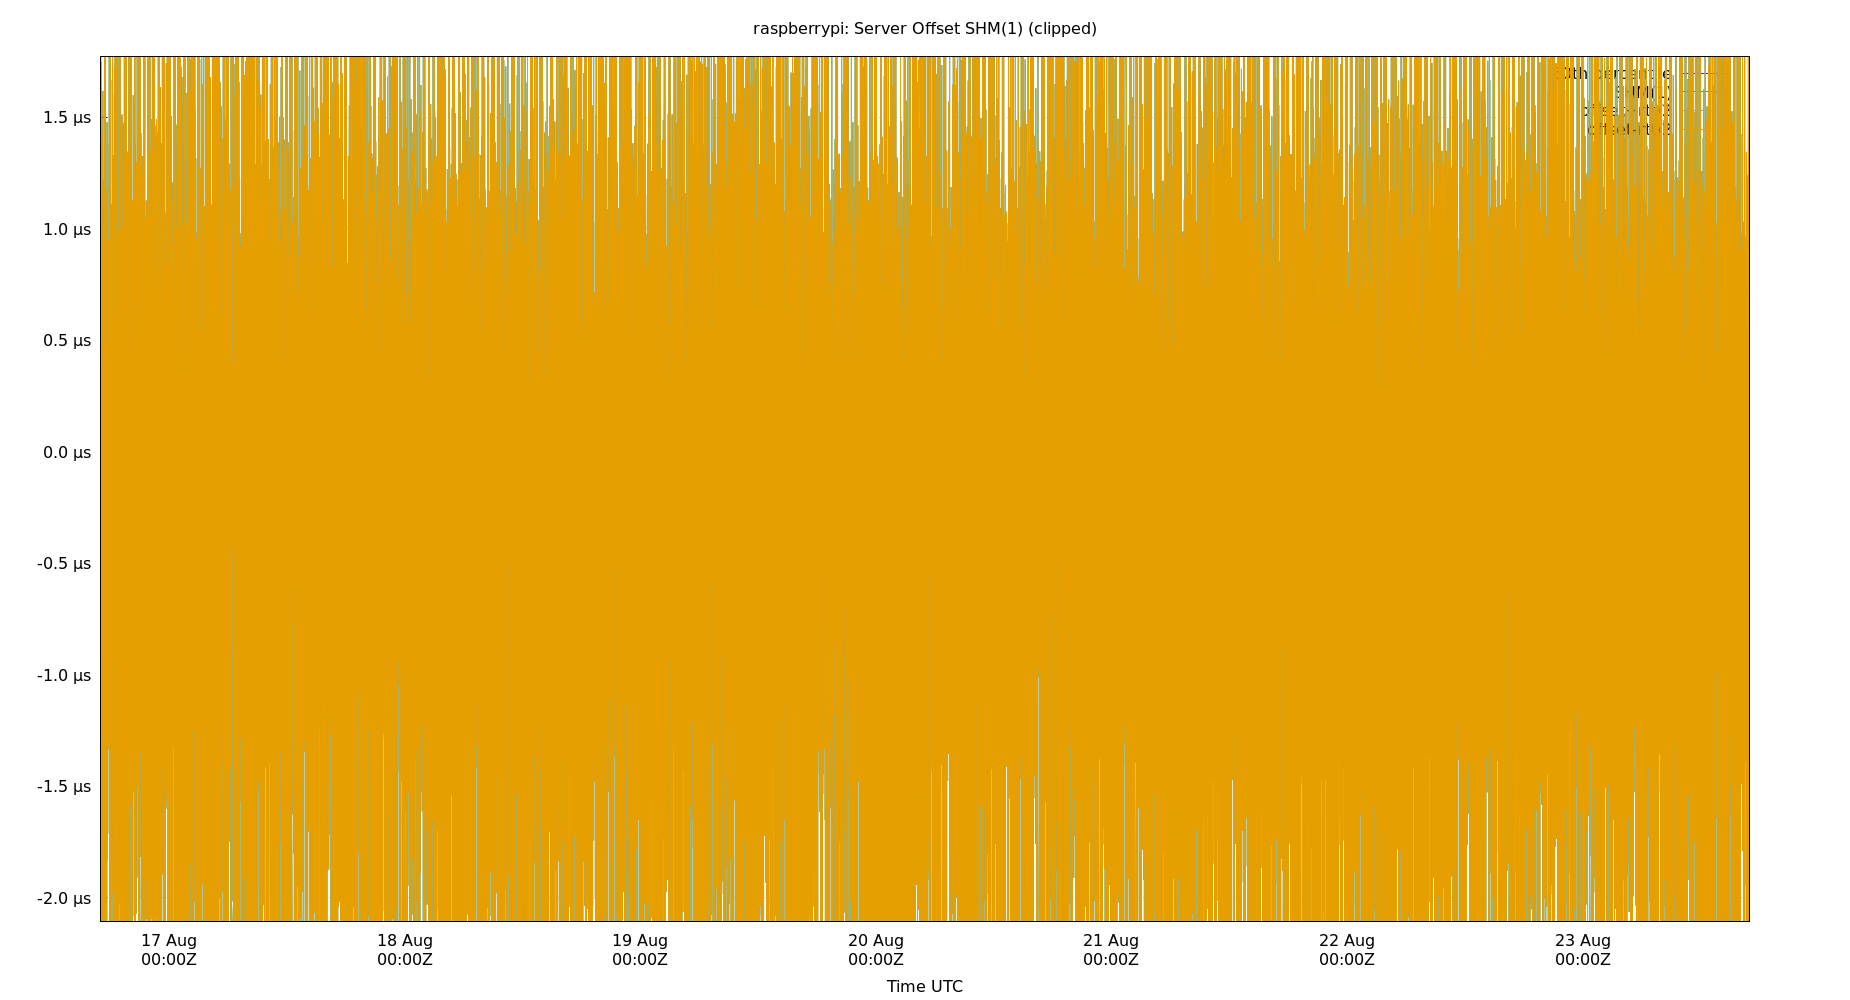 raspberrypi: Server Offset SHM(1) (clipped)
1.5 µs
1.0 µs
0.5 µs
0.0 µs
-0.5 µs
-1.0 µs
-1.5 µs
-2.0 µs
17 Aug 18 Aug 19 Aug 20 Aug 21 Aug 22 Aug 23 Aug
00:00Z 00:00Z 00:00Z 00:00Z 00:00Z 00:00Z 00:00Z
Time UTC